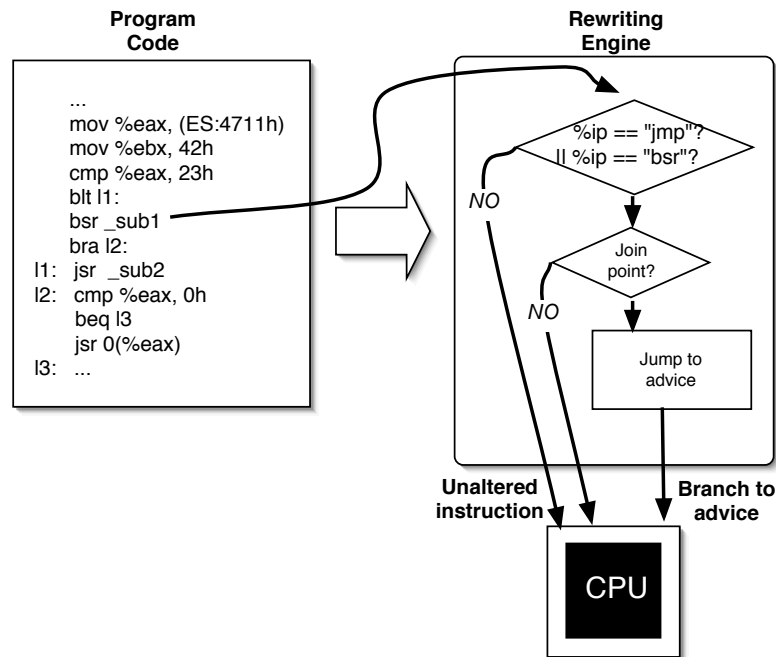 Program
Code
...
mov %eax, (ES:4711h)
mov %ebx, 42h
cmp %eax, 23h
blt l1:
bsr _sub1
bra l2:
l1: jsr _sub2
l2: cmp %eax, 0h
beq l3
jsr 0(%eax)
l3: ...
Rewriting
Engine
%ip == "jmp"?
|| %ip == "bsr"?
NO
Join
point?
NO
Jump to
advice
Unaltered
instruction
Branch to
advice
CPU